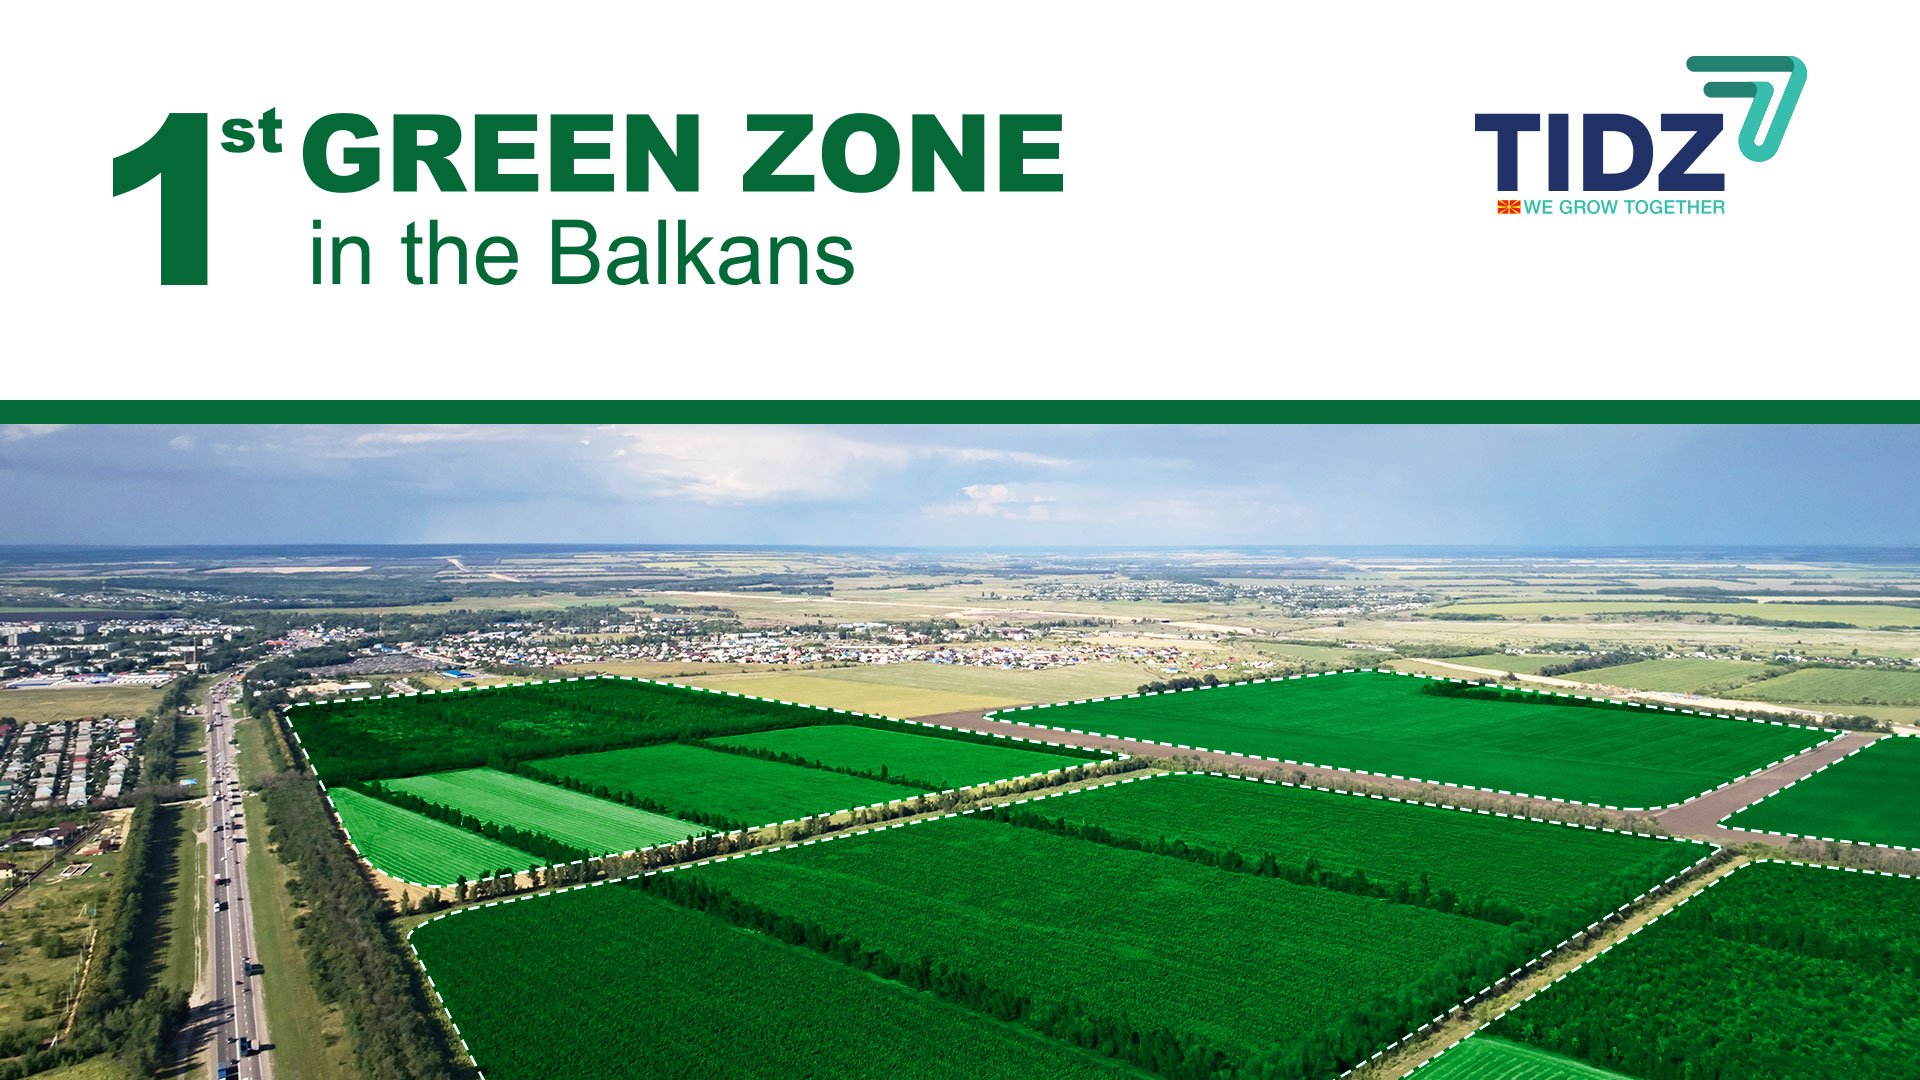 1st GREEN ZONE
in the Balkans
TIDZ
WE GROW TOGETHER